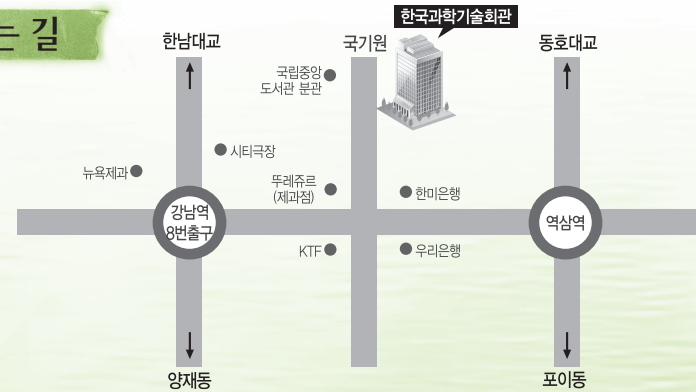 는 길
한국과학기술회관
한남대교
국기원
동호대교
국립중앙
도서관 분관
시티극장
뉴욕제과
뚜레쥬르
(제과점)
한미은행
강남역
8번출구
역삼역
KTF
우리은행
양재동
포이동